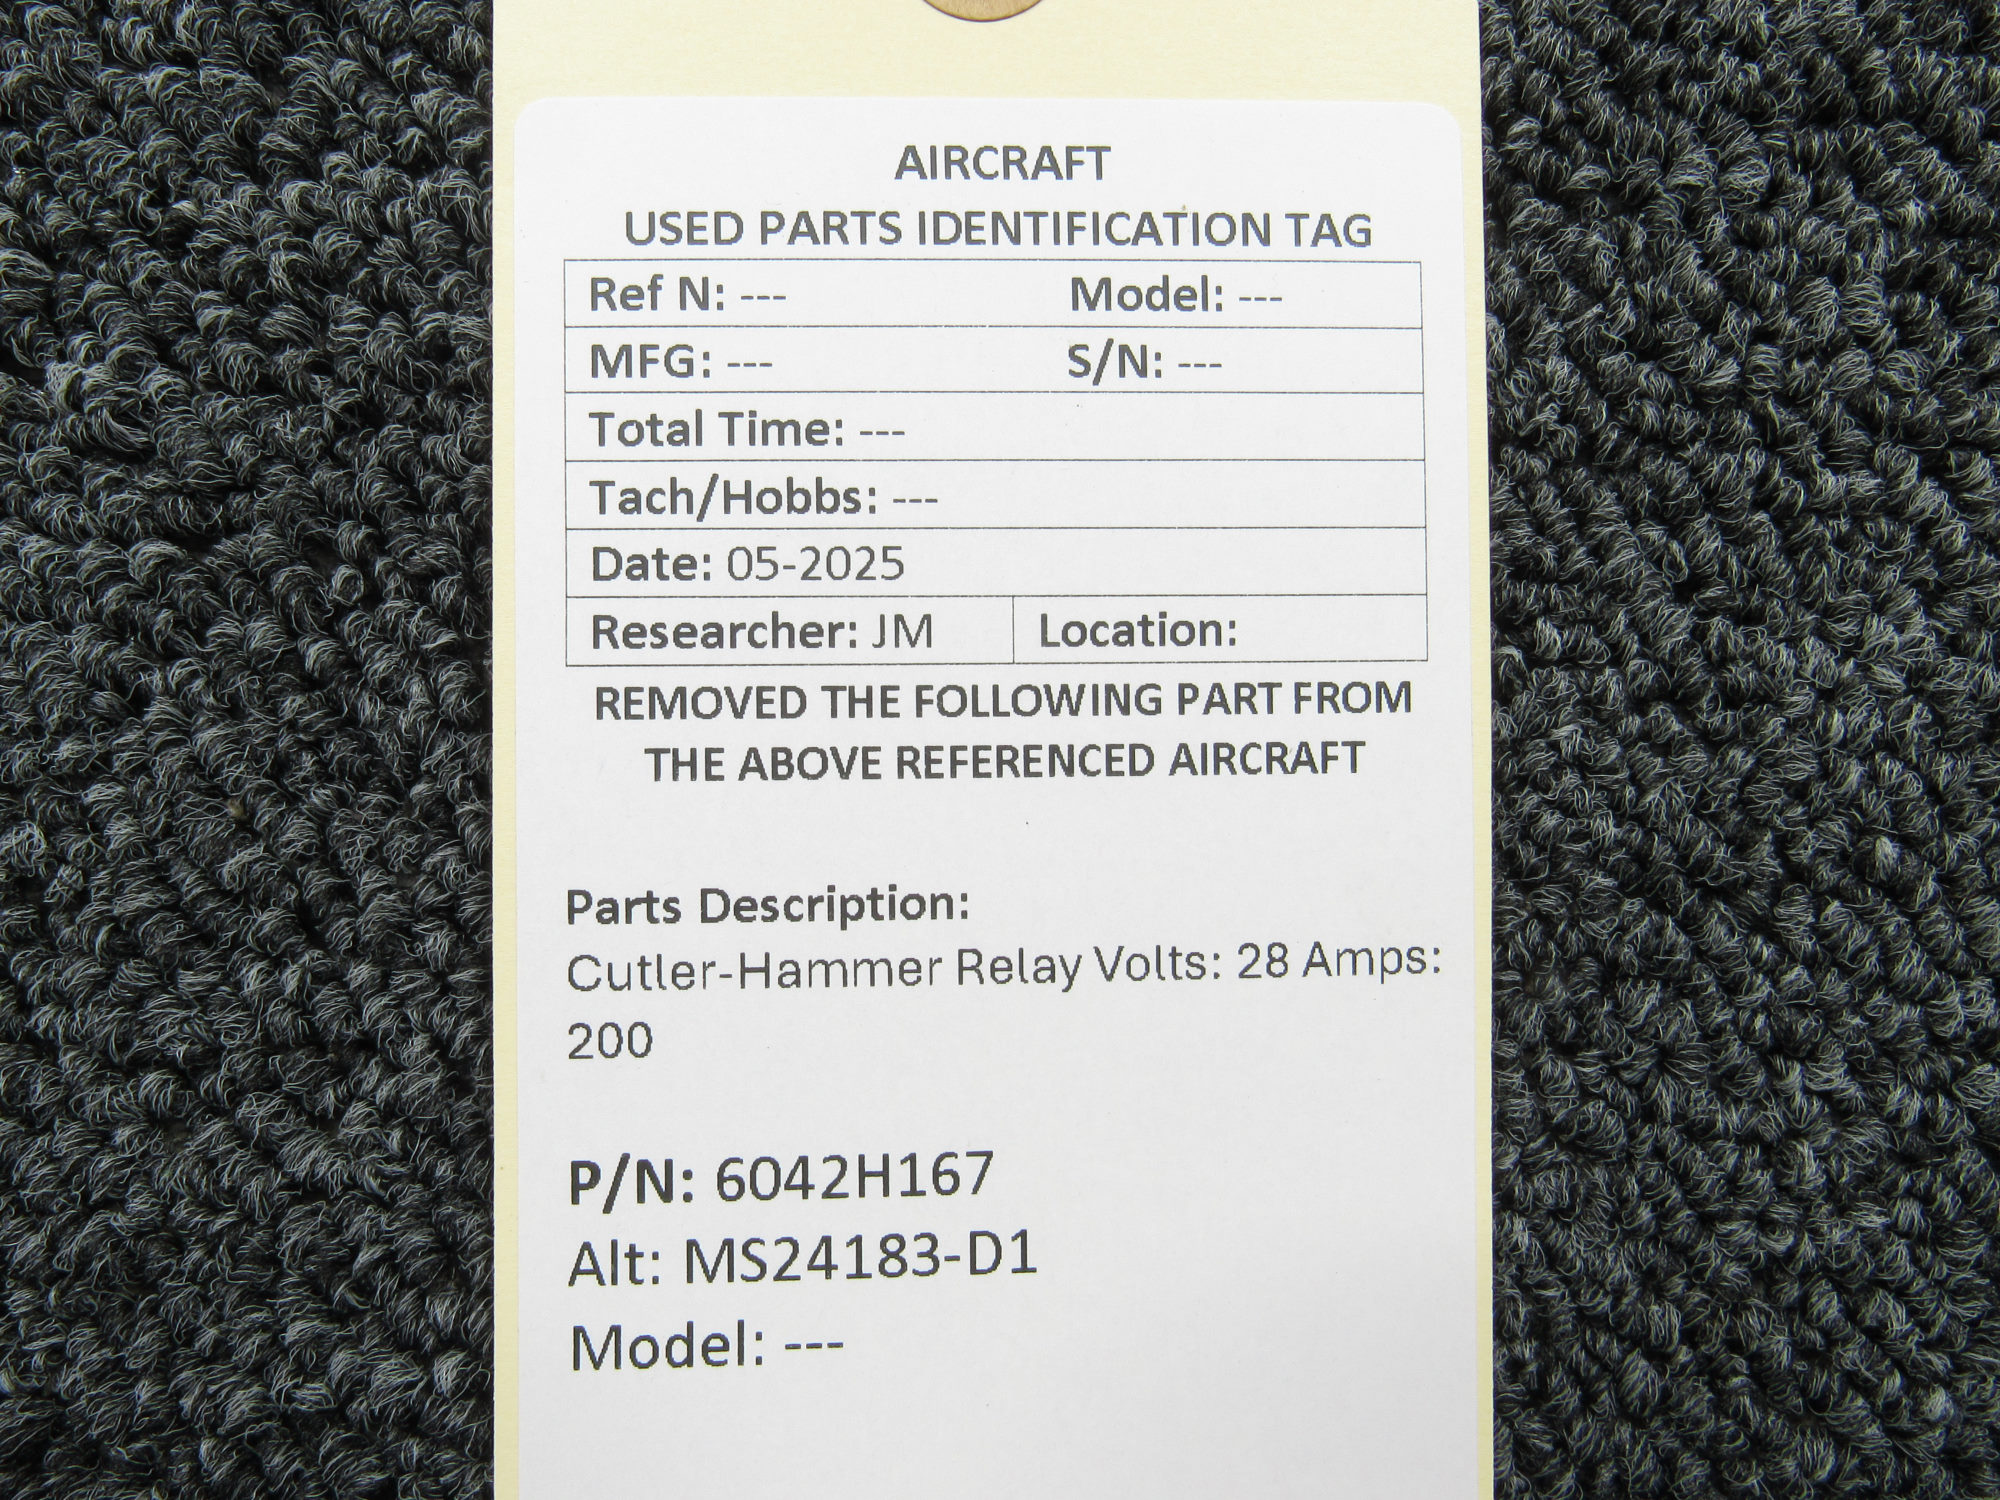 AIRCRAFT
USED PARTS IDENTIFICATION TAG
Ref N: --- Model: ---
MFG: --- S/N: ---
Total Time: ---
Tach/Hobbs: ---
Date: 05-2025
Researcher: JM Location:
REMOVED THE FOLLOWING PART FROM
THE ABOVE REFERENCED AIRCRAFT
Parts Description:
Cutler-Hammer Relay Volts: 28 Amps:
200
P/N: 6042H167
Alt: MS24183-D1
Model: ---